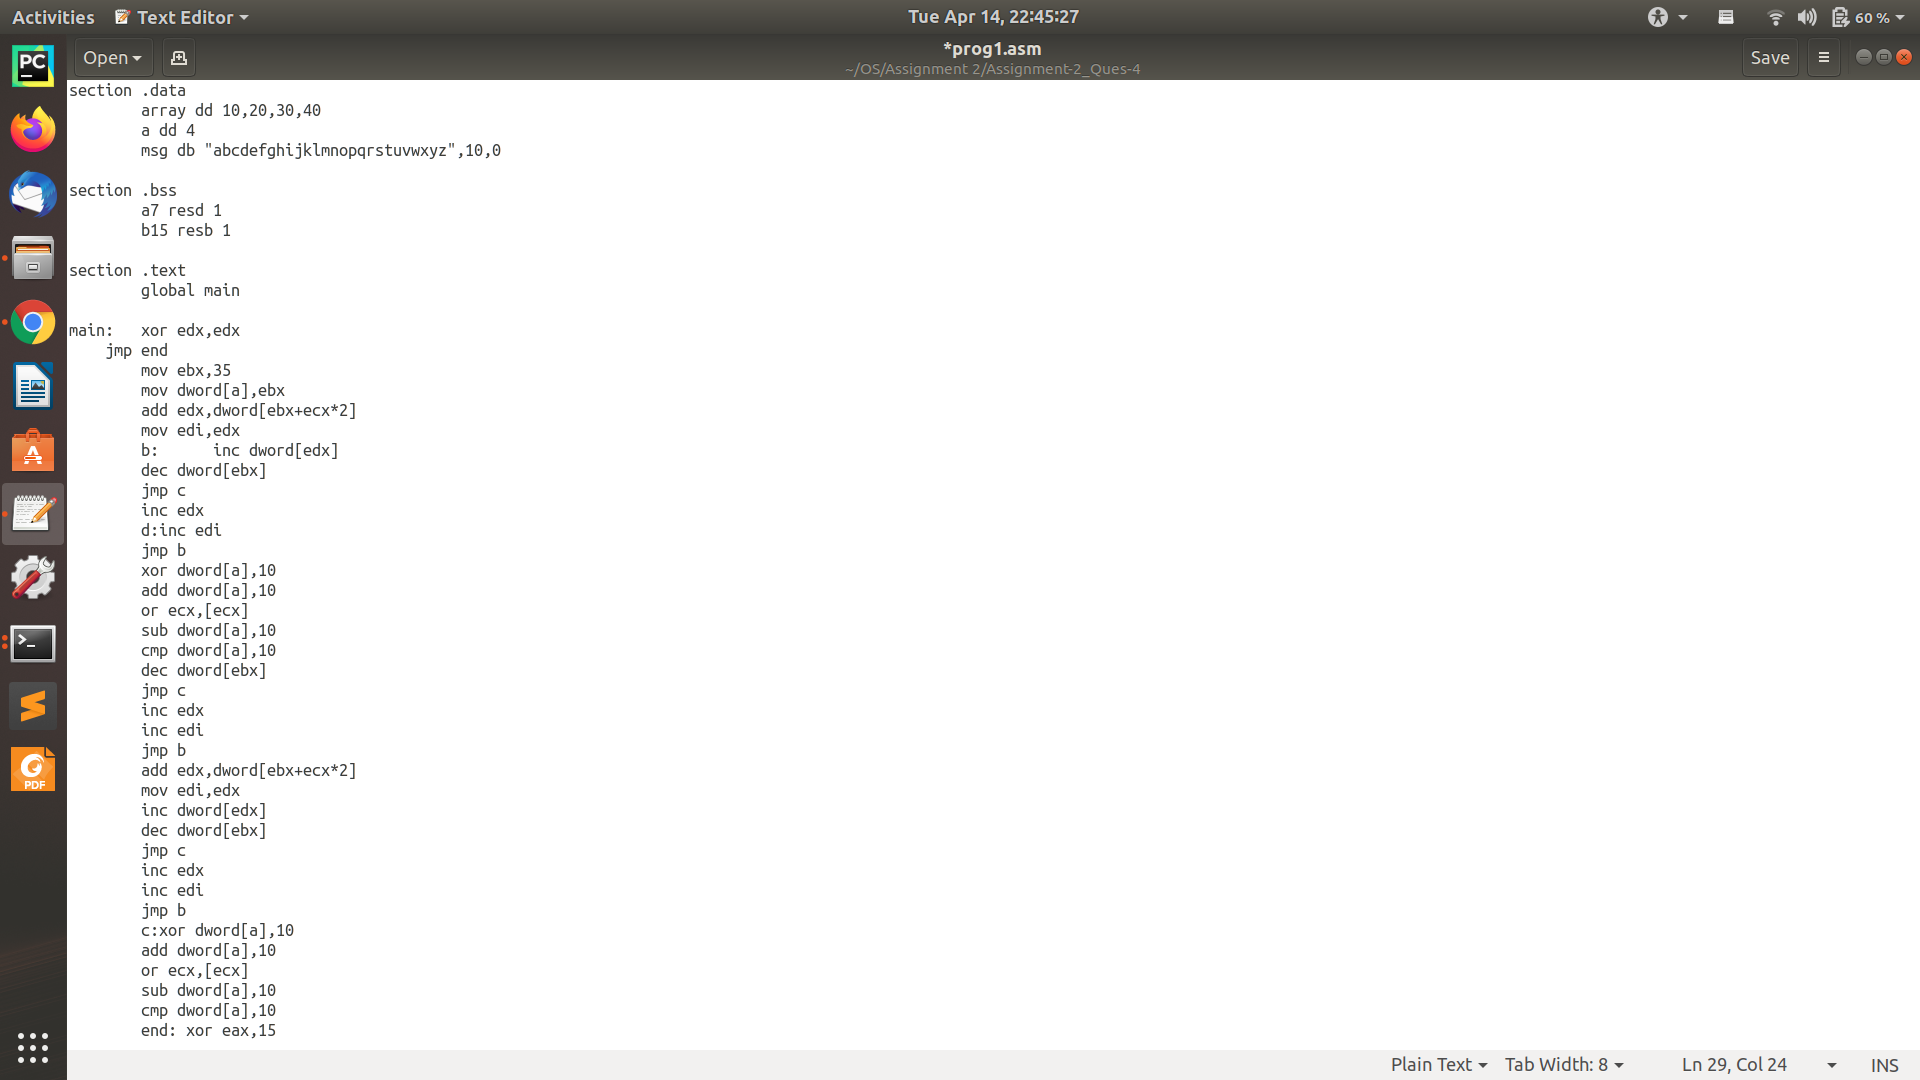 Activities Text Editor Tue Apr 14, 22:45:27 60 %
Open *prog1.asm Save
~/OS/Assignment 2/Assignment-2_Ques-4
section .data
array dd 10,20,30,40
a dd 4
msg db "abcdefghijklmnopqrstuvwxyz",10,0
section .bss
a7 resd 1
b15 resb 1
section .text
global main
main: xor edx,edx
jmp end
mov ebx,35
mov dword[a],ebx
add edx,dword[ebx+ecx*2]
mov edi,edx
b: inc dword[edx]
dec dword[ebx]
jmp c
inc edx
d:inc edi
jmp b
xor dword[a],10
add dword[a],10
or ecx,[ecx]
sub dword[a],10
cmp dword[a],10
dec dword[ebx]
jmp c
inc edx
inc edi
jmp b
add edx,dword[ebx+ecx*2]
mov edi,edx
inc dword[edx]
dec dword[ebx]
jmp c
inc edx
inc edi
jmp b
c:xor dword[a],10
add dword[a],10
or ecx,[ecx]
sub dword[a],10
cmp dword[a],10
end: xor eax,15
Plain Text Tab Width: 8 Ln 29, Col 24 INS
PC
A
>_
PDF